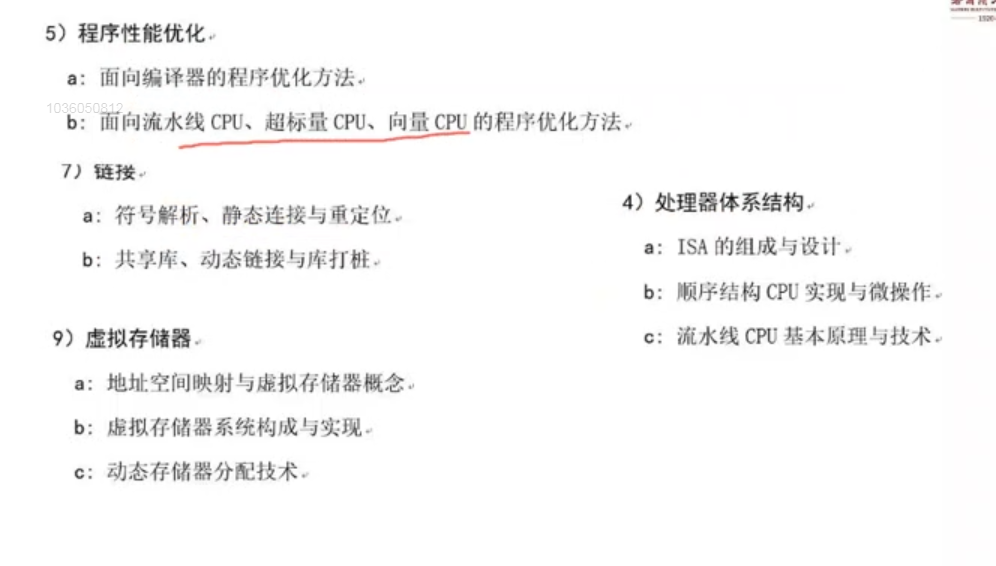 5）程序性能优化
a：面向编译器的程序优化方法
1036050812
b：面向流水线 CPU、超标量 CPU、向量 CPU 的程序优化方法
7）链接
a：符号解析、静态连接与重定位
b：共享库、动态链接与库打桩
9）虚拟存储器
a：地址空间映射与虚拟存储器概念
b：虚拟存储器系统构成与实现
c：动态存储器分配技术
4）处理器体系结构
a：ISA 的组成与设计
b：顺序结构 CPU 实现与微操作
c：流水线 CPU 基本原理与技术